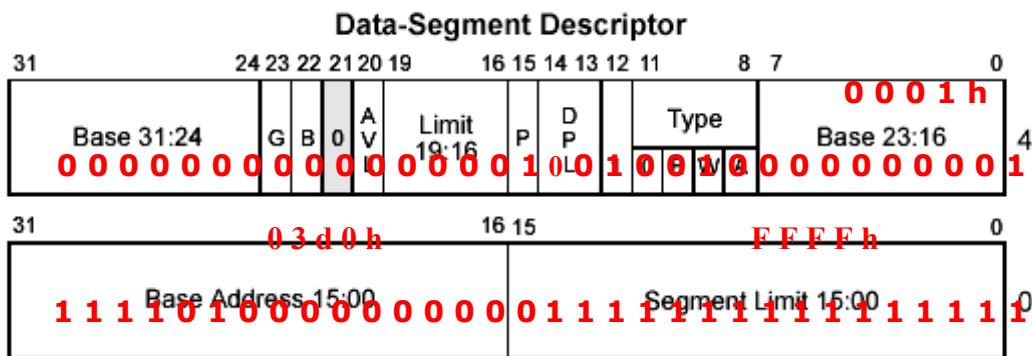 Data-Segment Descriptor
31 24 23 22 21 20 19 16 15 14 13 12 11 8 7 0
0 0 0 1 h
Base 31:24 G B 0 AVL Limit 19:16 P DPL Type Base 23:16 4
0 0 0 0 0 0 0 0 0 0 0 0 0 0 0 0 1 0 0 1 0 0 1 0 0 0 0 0 0 0 0 1
31 16 15 0
0 3 d 0 h F F F F h
Base Address 15:00 Segment Limit 15:00 0
1 1 1 1 0 1 0 0 0 0 0 0 0 0 0 0 1 1 1 1 1 1 1 1 1 1 1 1 1 1 1 1